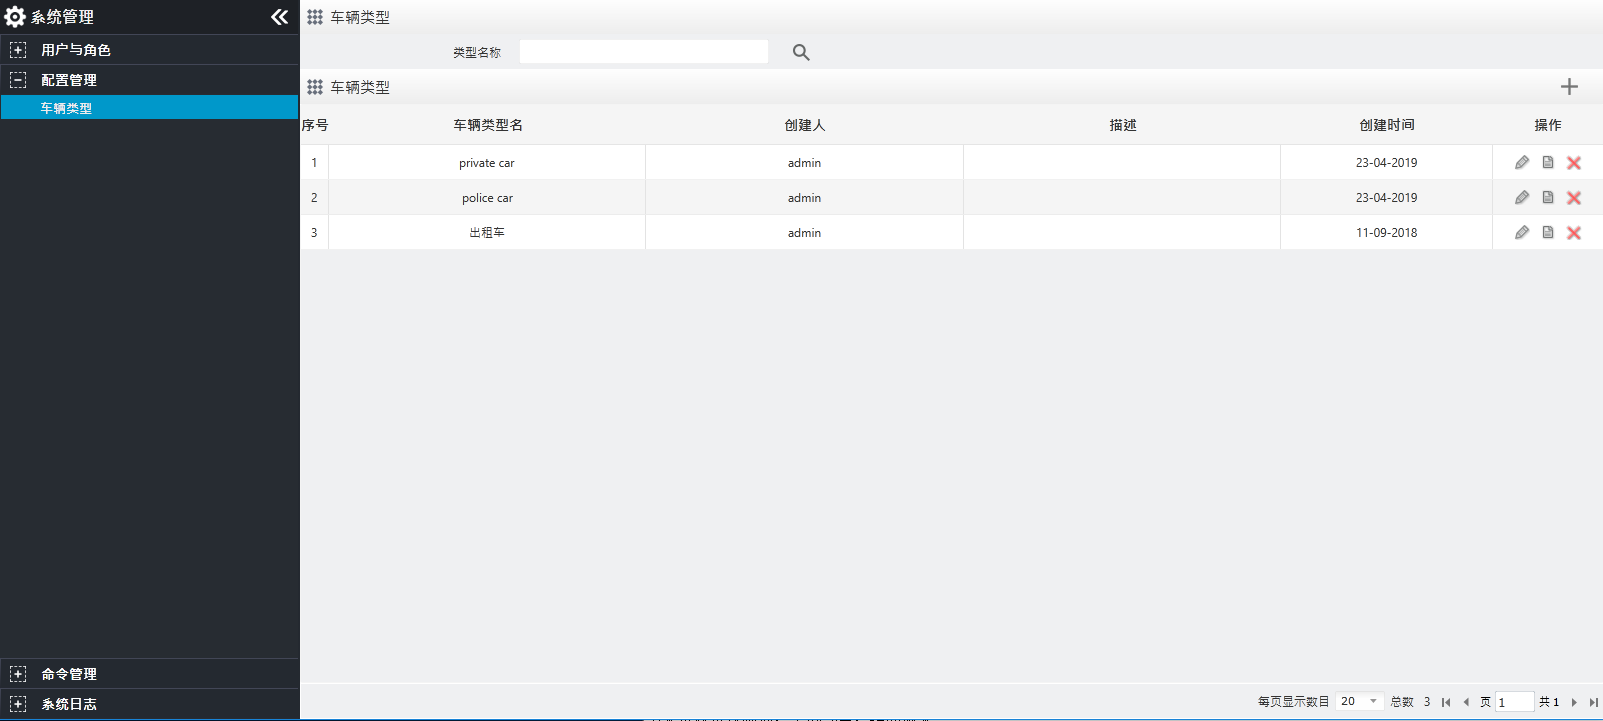 系统管理
用户与角色
配置管理
车辆类型
命令管理
系统日志
车辆类型
类型名称
车辆类型
序号 车辆类型名 创建人 描述 创建时间 操作
1 private car admin 23-04-2019
2 police car admin 23-04-2019
3 出租车 admin 11-09-2018
每页显示数目 20 总数 3 页 1 共 1